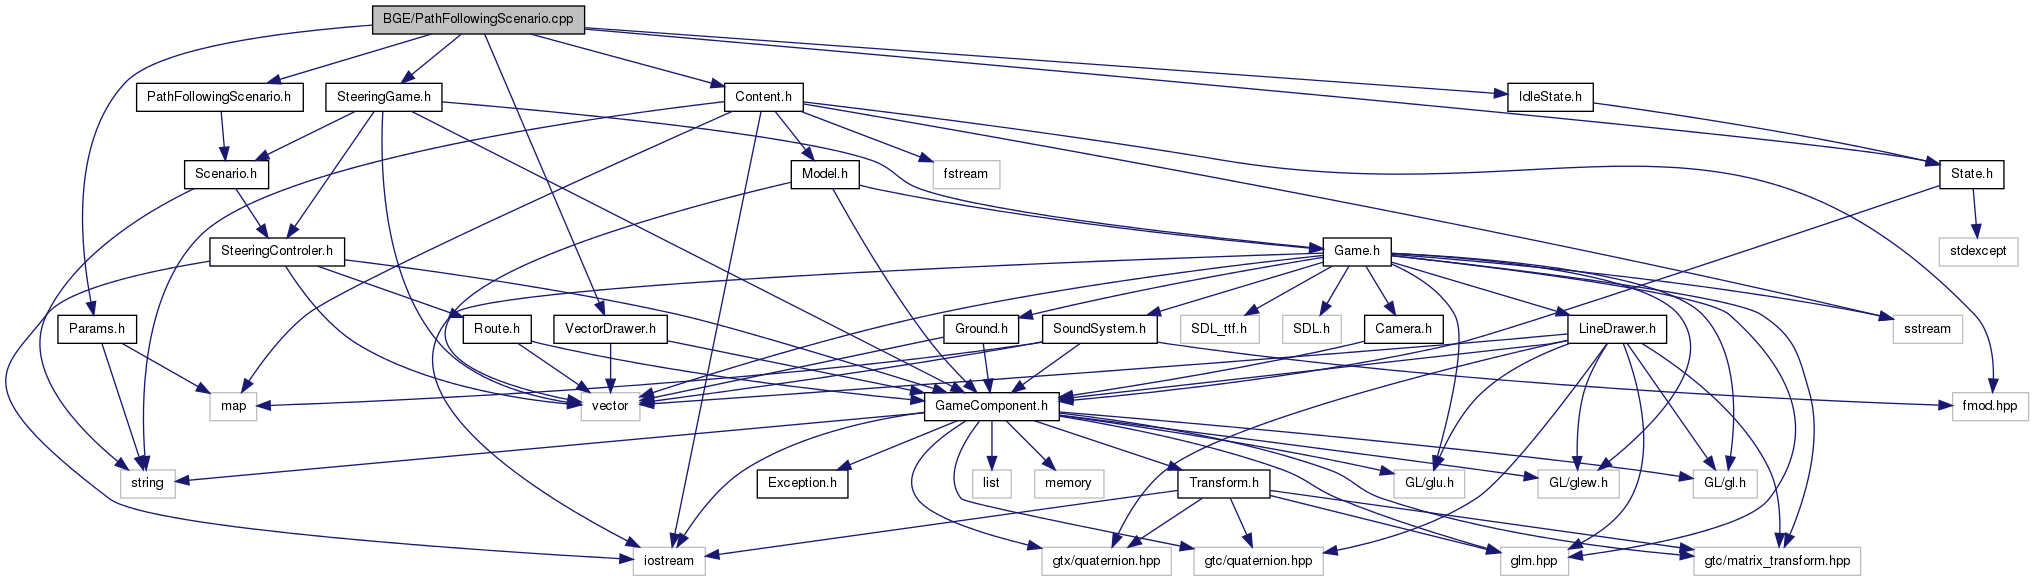 BGE/PathFollowingScenario.cpp
PathFollowingScenario.h
SteeringGame.h
Content.h
IdleState.h
Scenario.h
Model.h
fstream
State.h
SteeringControler.h
Game.h
stdexcept
Params.h
Route.h
VectorDrawer.h
Ground.h
SoundSystem.h
SDL_ttf.h
SDL.h
Camera.h
LineDrawer.h
sstream
map
vector
GameComponent.h
fmod.hpp
string
Exception.h
list
memory
Transform.h
GL/glu.h
GL/glew.h
GL/gl.h
iostream
gtx/quaternion.hpp
gtc/quaternion.hpp
glm.hpp
gtc/matrix_transform.hpp